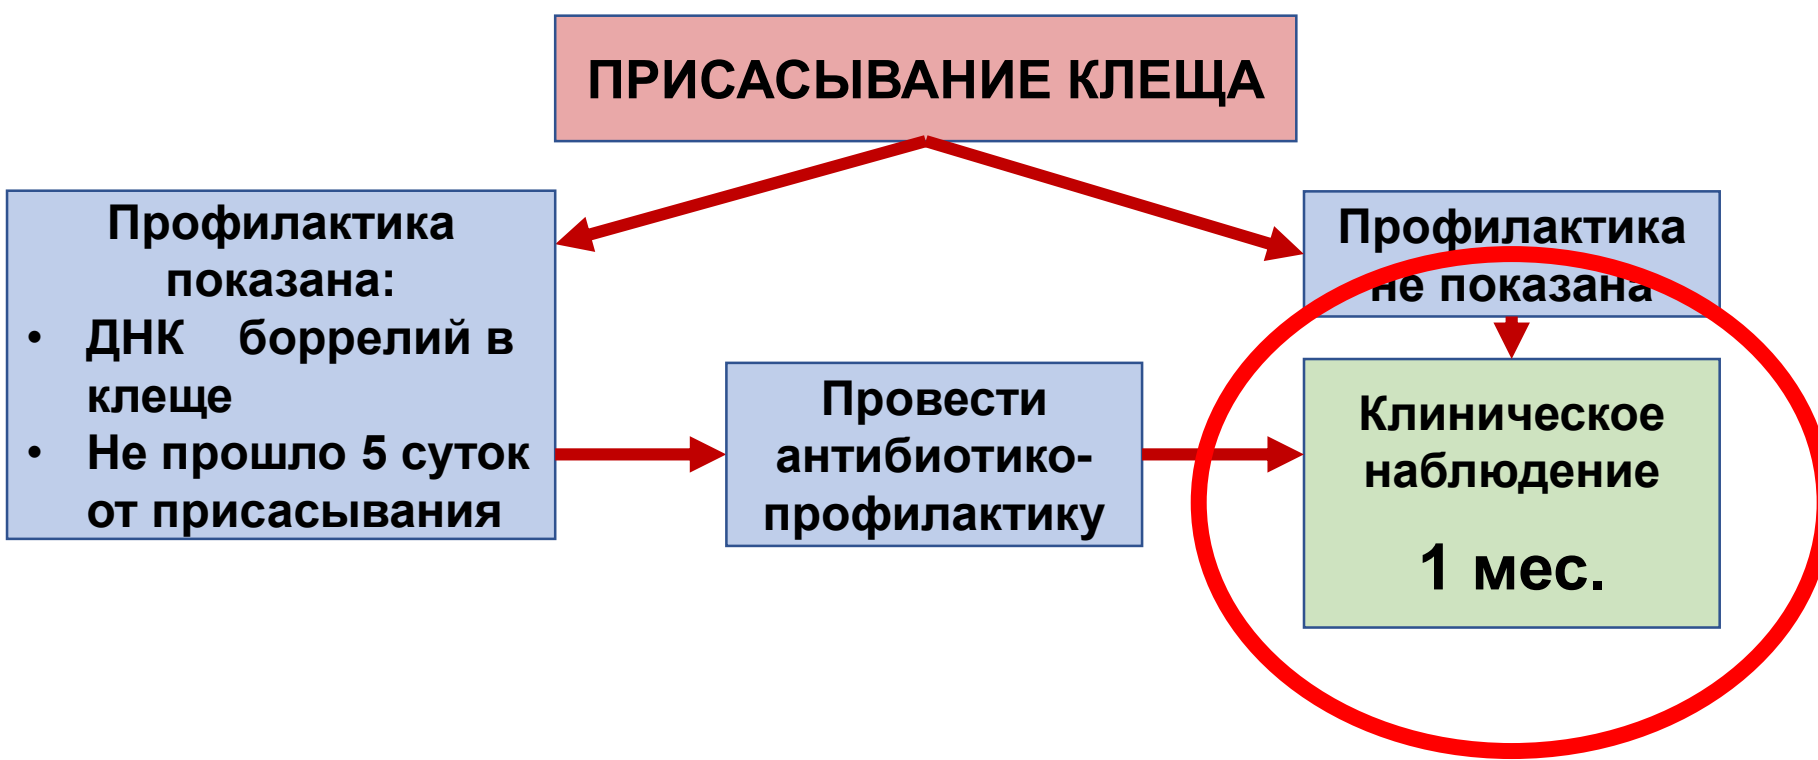 ПРИСАСЫВАНИЕ КЛЕЩА
Профилактика
показана:
• ДНК боррелий в
клеще
• Не прошло 5 суток
от присасывания
Провести
антибиотико-
профилактику
Профилактика
не показана
Клиническое
наблюдение
1 мес.